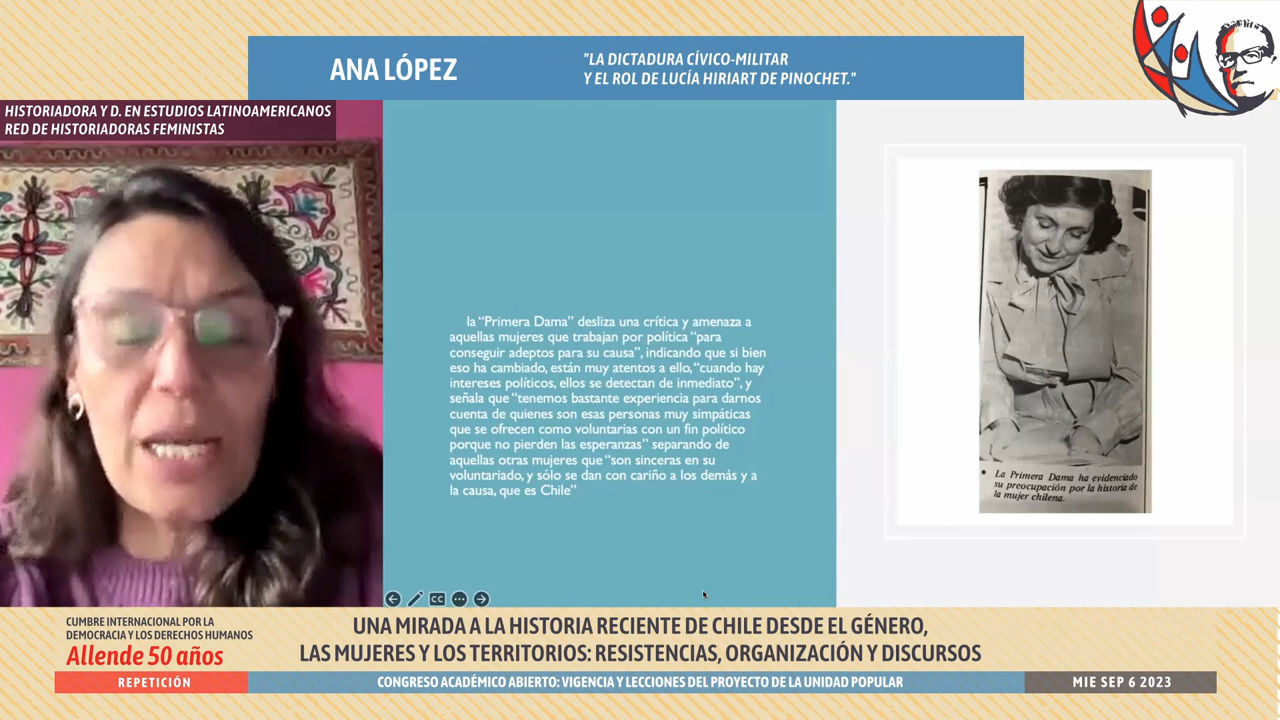 ANA LÓPEZ
"LA DICTADURA CÍVICO-MILITAR
Y EL ROL DE LUCÍA HIRIART DE PINOCHET."
HISTORIADORA Y D. EN ESTUDIOS LATINOAMERICANOS
RED DE HISTORIADORAS FEMINISTAS
la “Primera Dama” desliza una crítica y amenaza a
aquellas mujeres que trabajan por política “para
conseguir adeptos para su causa”, indicando que si bien
eso ha cambiado, están muy atentos a ello, “cuando hay
intereses políticos, ellos se detectan de inmediato”, y
señala que “tenemos bastante experiencia para darnos
cuenta de quienes son esas personas muy simpáticas
que se ofrecen como voluntarias con un fin político
porque no pierden las esperanzas” separando de
aquellas otras mujeres que “son sinceras en su
voluntariado, y sólo se dan con cariño a los demás y a
la causa, que es Chile”
• La Primera Dama ha evidenciado
su preocupación por la historia de
la mujer chilena.
CC
CUMBRE INTERNACIONAL POR LA
DEMOCRACIA Y LOS DERECHOS HUMANOS
Allende 50 años
REPETICIÓN
UNA MIRADA A LA HISTORIA RECIENTE DE CHILE DESDE EL GÉNERO,
LAS MUJERES Y LOS TERRITORIOS: RESISTENCIAS, ORGANIZACIÓN Y DISCURSOS
CONGRESO ACADÉMICO ABIERTO: VIGENCIA Y LECCIONES DEL PROYECTO DE LA UNIDAD POPULAR
MIE SEP 6 2023